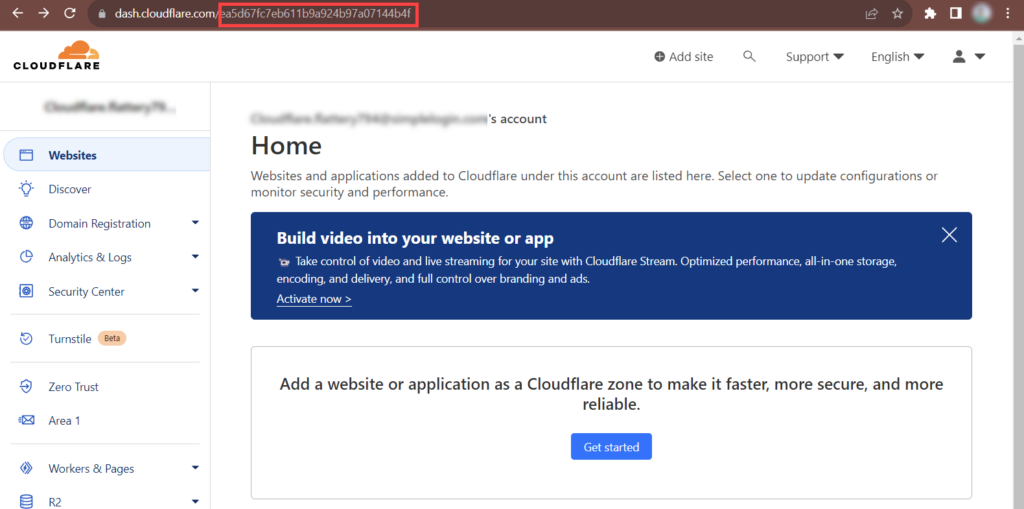 dash.cloudflare.com/ea5d67fc7eb611b9a924b97a07144b4f
CLOUDFLARE
Add site
Support
English
's account
Home
Websites and applications added to Cloudflare under this account are listed here. Select one to update configurations or
monitor security and performance.
Websites
Discover
Domain Registration
Analytics & Logs
Security Center
Turnstile Beta
Zero Trust
Area 1
Workers & Pages
R2
Build video into your website or app
Take control of video and live streaming for your site with Cloudflare Stream. Optimized performance, all-in-one storage,
encoding, and delivery, and full control over branding and ads.
Activate now >
Add a website or application as a Cloudflare zone to make it faster, more secure, and more
reliable.
Get started